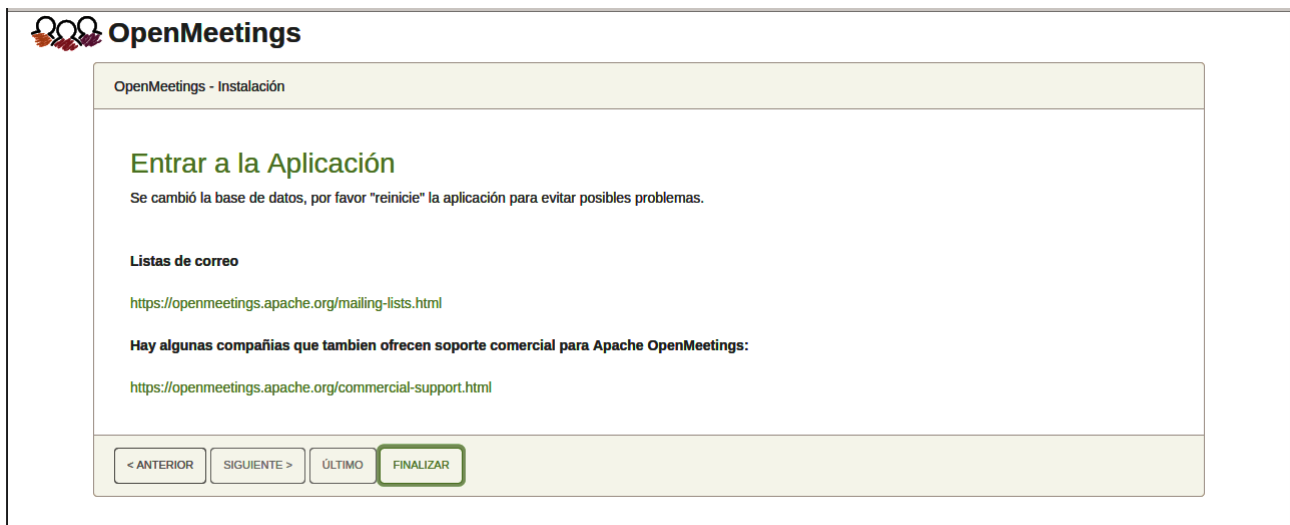 OpenMeetings
OpenMeetings - Instalación
Entrar a la Aplicación
Se cambió la base de datos, por favor "reinicie" la aplicación para evitar posibles problemas.
Listas de correo
https://openmeetings.apache.org/mailing-lists.html
Hay algunas compañias que tambien ofrecen soporte comercial para Apache OpenMeetings:
https://openmeetings.apache.org/commercial-support.html
< ANTERIOR SIGUIENTE > ÚLTIMO FINALIZAR